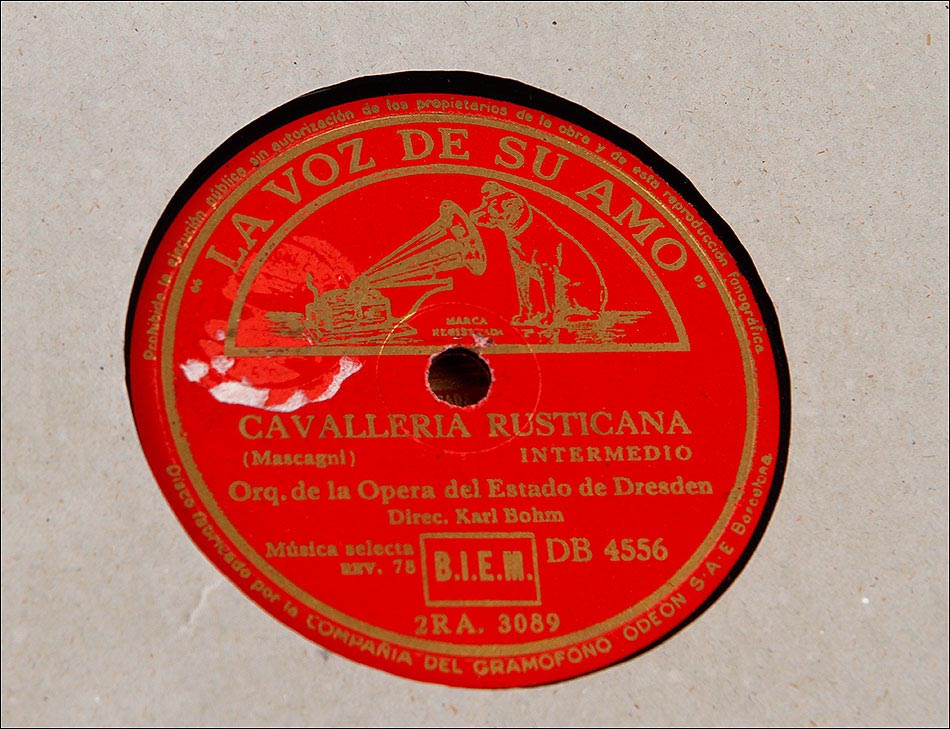 Prohibida la ejecución pública sin autorización de los propietarios de la obra y de esta reproducción fonográfica
"LA VOZ DE SU AMO"
MARCA
REGISTRADA
CAVALLERIA RUSTICANA
(Mascagni) INTERMEDIO
Orq. de la Opera del Estado de Dresden
Direc. Karl Bohm
Música selecta B.I.E.M. DB 4556
REV. 78
2RA. 3089
Disco fabricado por la COMPAÑIA DEL GRAMOFONO ODEÓN S.A.E Barcelona